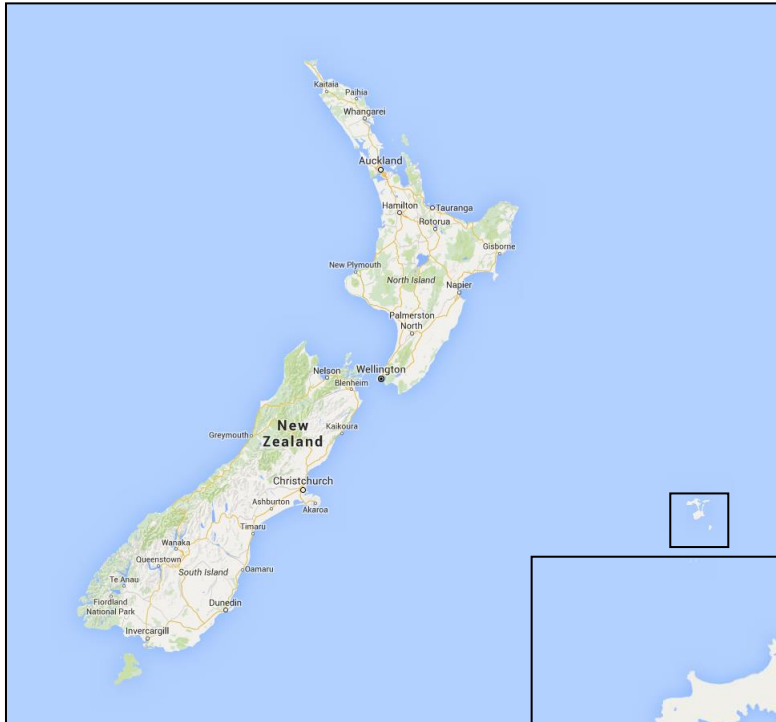 Kaitaia
Paihia
Whangarei
Auckland
Hamilton
Tauranga
Rotorua
Gisborne
New Plymouth
North Island
Napier
Palmerston
North
Wellington
Nelson
Blenheim
New
Zealand
Kaikoura
Greymouth
Christchurch
Ashburton
Akaroa
Timaru
Wanaka
Queenstown
South Island
Oamaru
Te Anau
Fiordland
National Park
Dunedin
Invercargill